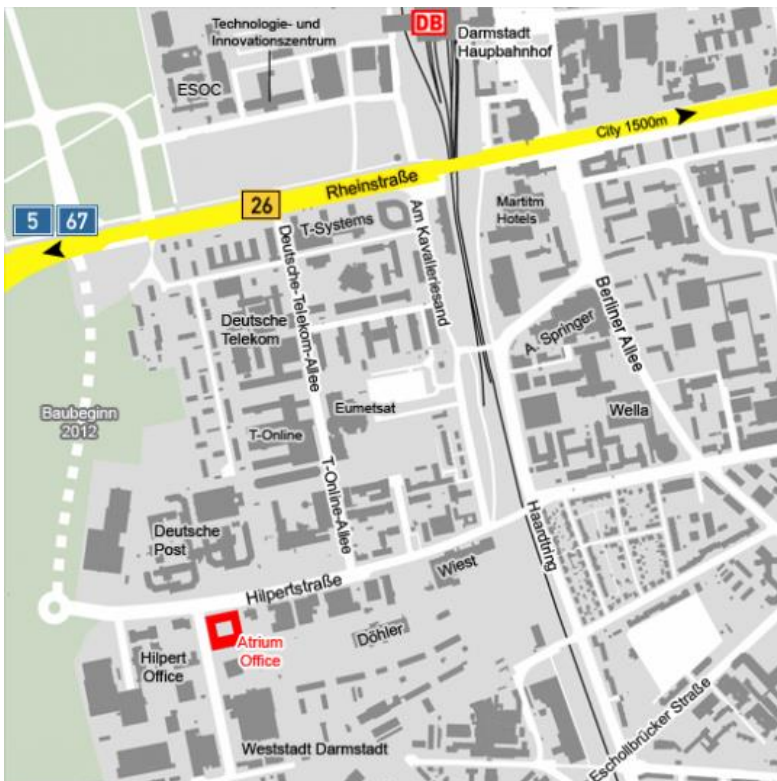 Technologie- und
Innovationszentrum
DB
Darmstadt
Haupbahnhof
ESOC
City 1500m
Rheinstraße
26
5
67
T-Systems
Martitm
Hotels
Am Kavalleriesand
Deutsche-Telekom-Allee
Deutsche
Telekom
Berliner Allee
A. Springer
Eumetsat
Wella
Baubeginn
2012
T-Online
T-Online-Allee
Haardtring
Deutsche
Post
Wiest
Hilpertstraße
Döhler
Atrium
Office
Hilpert
Office
Weststadt Darmstadt
Eschollbrücker Straße